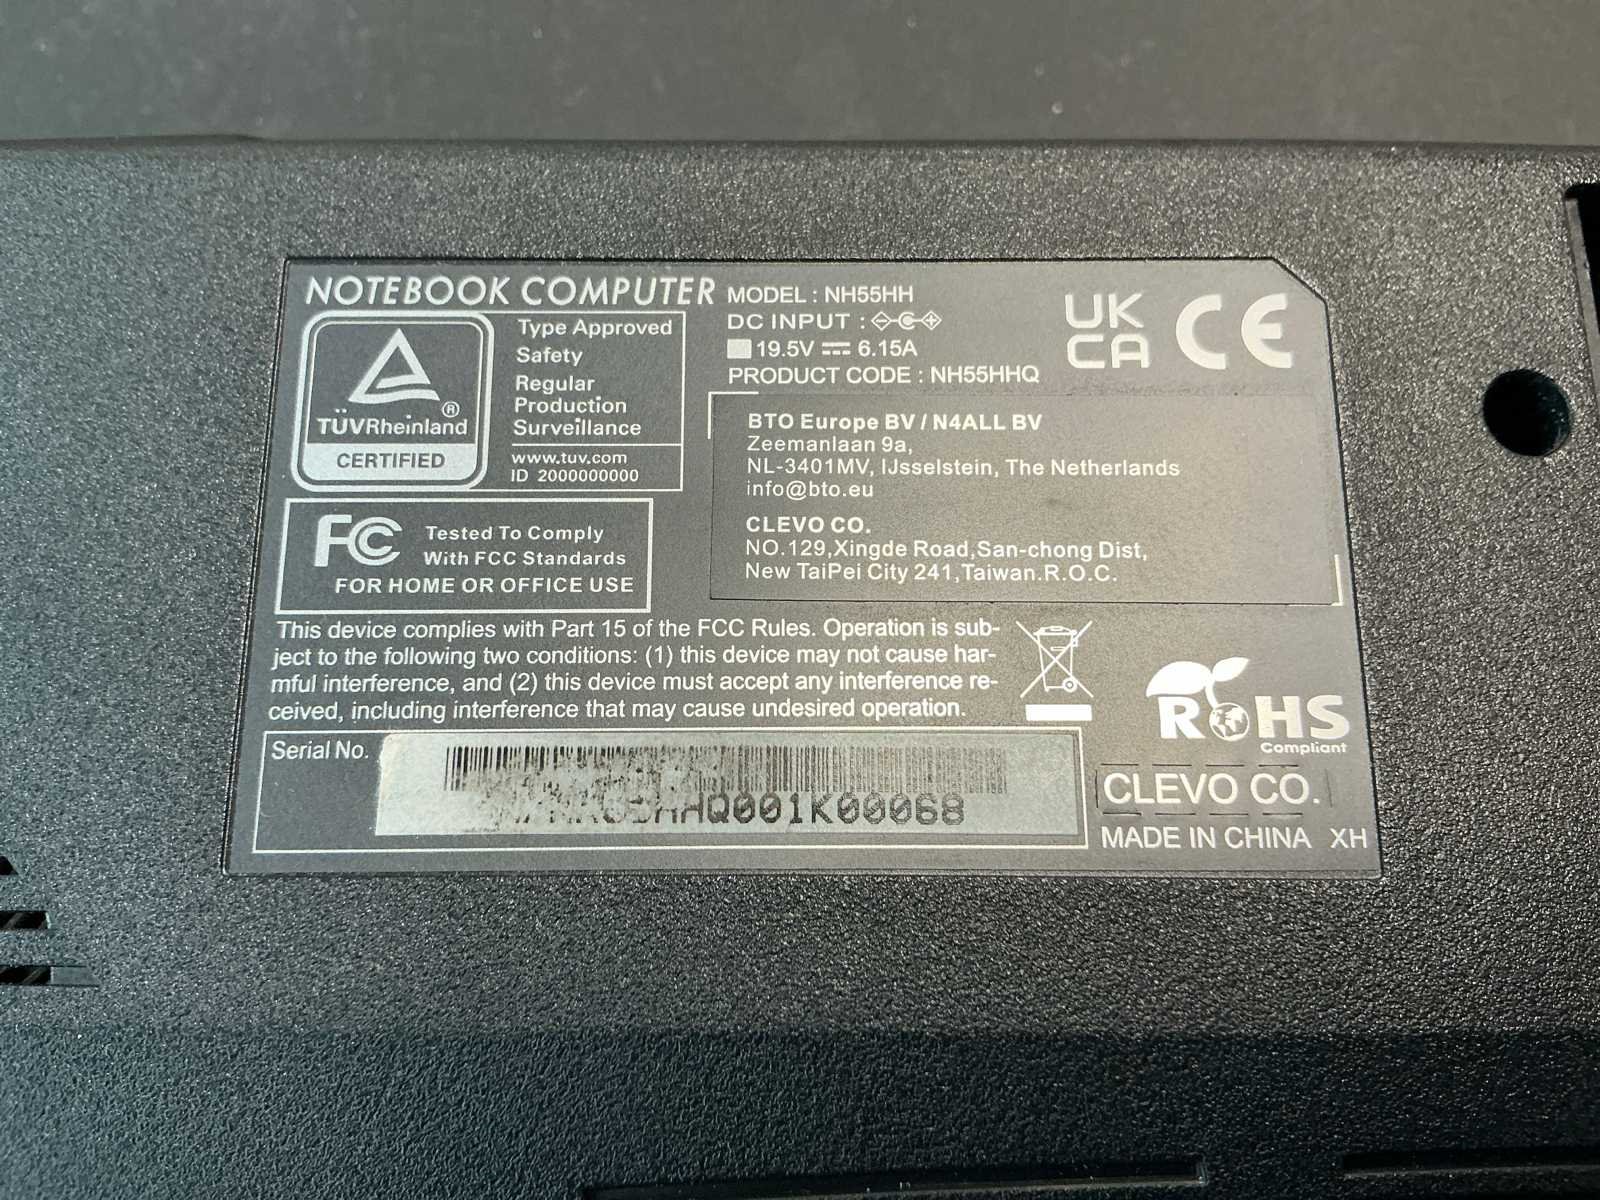 NOTEBOOK COMPUTER
MODEL : NH55HH
DC INPUT :
19.5V 6.15A
PRODUCT CODE : NH55HHQ
UK
CA
CE
TÜVRheinland ®
CERTIFIED
Type Approved
Safety
Regular
Production
Surveillance
www.tuv.com
ID 2000000000
BTO Europe BV / N4ALL BV
Zeemanlaan 9a,
NL-3401MV, IJsselstein, The Netherlands
info@bto.eu
CLEVO CO.
NO.129,Xingde Road,San-chong Dist,
New TaiPei City 241,Taiwan.R.O.C.
FC
Tested To Comply
With FCC Standards
FOR HOME OR OFFICE USE
This device complies with Part 15 of the FCC Rules. Operation is sub-
ject to the following two conditions: (1) this device may not cause har-
mful interference, and (2) this device must accept any interference re-
ceived, including interference that may cause undesired operation.
RoHS
Compliant
Serial No.
CLEVO CO.
MADE IN CHINA XH